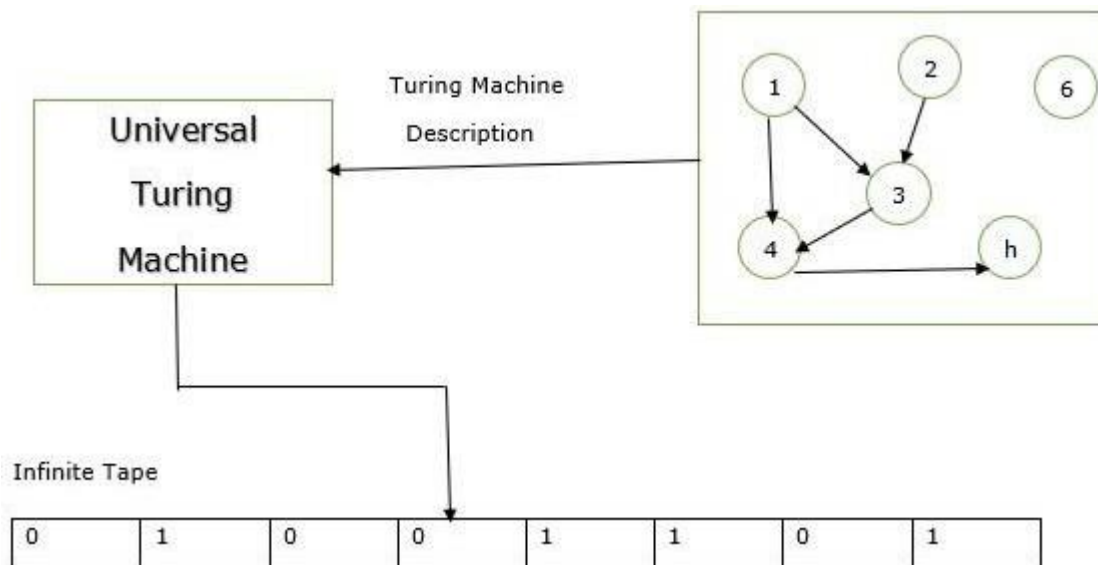 Universal
Turing
Machine
Turing Machine
Description
1
2
6
3
4
h
Infinite Tape
0 1 0 0 1 1 0 1